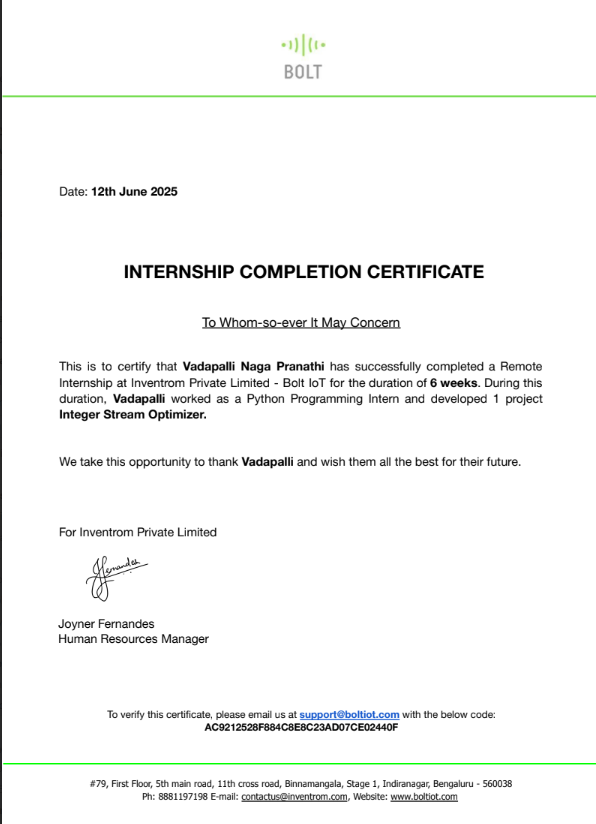 BOLT
Date: 12th June 2025
INTERNSHIP COMPLETION CERTIFICATE
To Whom-so-ever It May Concern
This is to certify that Vadapalli Naga Pranathi has successfully completed a Remote
Internship at Inventrom Private Limited - Bolt IoT for the duration of 6 weeks. During this
duration, Vadapalli worked as a Python Programming Intern and developed 1 project
Integer Stream Optimizer.
We take this opportunity to thank Vadapalli and wish them all the best for their future.
For Inventrom Private Limited
JFernandes
Joyner Fernandes
Human Resources Manager
To verify this certificate, please email us at support@boltiot.com with the below code:
AC9212528F884C8E8C23AD07CE02440F
#79, First Floor, 5th main road, 11th cross road, Binnamangala, Stage 1, Indiranagar, Bengaluru - 560038
Ph: 8881197198 E-mail: contactus@inventrom.com, Website: www.boltiot.com